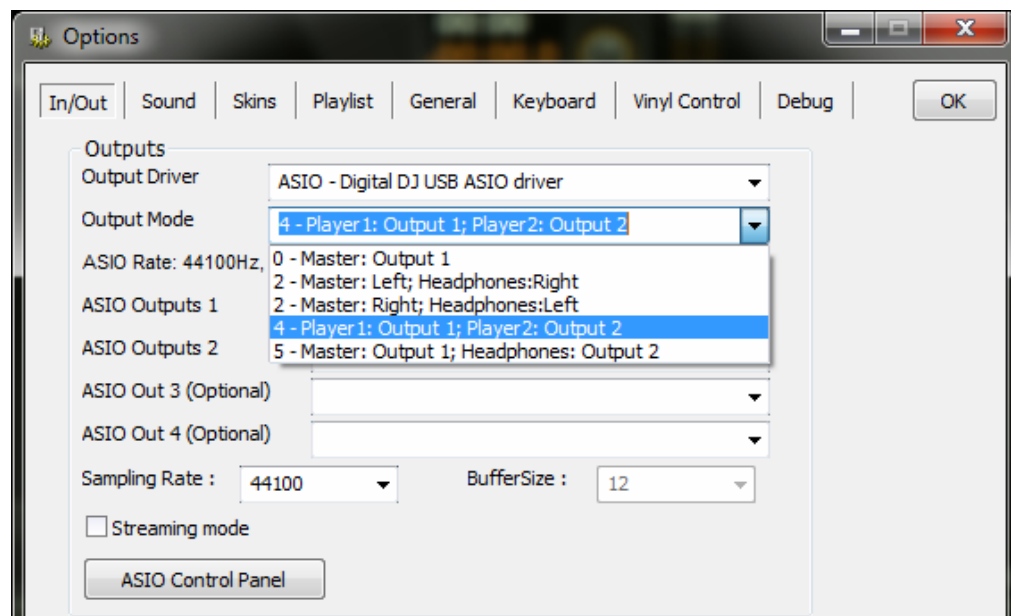 Options
In/Out Sound Skins Playlist General Keyboard Vinyl Control Debug OK
Outputs
Output Driver ASIO - Digital DJ USB ASIO driver
Output Mode 4 - Player1: Output 1; Player2: Output 2
ASIO Rate: 44100Hz, 0 - Master: Output 1
2 - Master: Left; Headphones:Right
ASIO Outputs 1 2 - Master: Right; Headphones:Left
4 - Player1: Output 1; Player2: Output 2
ASIO Outputs 2 5 - Master: Output 1; Headphones: Output 2
ASIO Out 3 (Optional)
ASIO Out 4 (Optional)
Sampling Rate : 44100 BufferSize : 12
Streaming mode
ASIO Control Panel